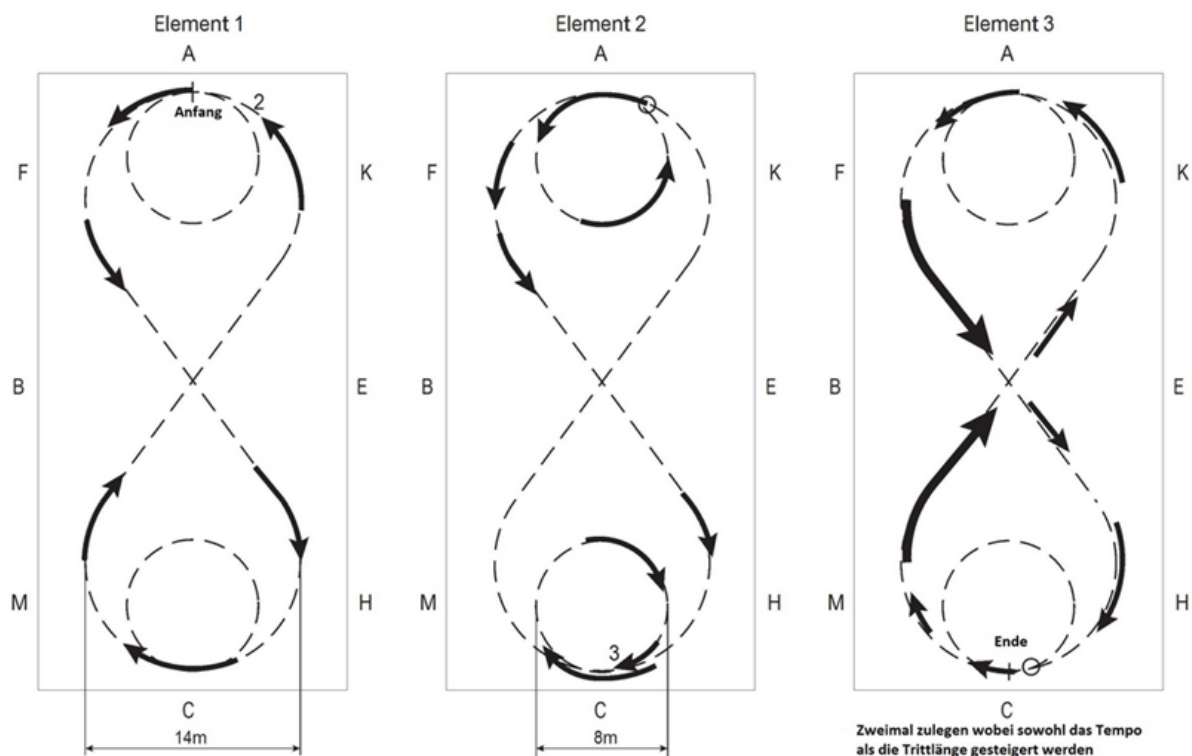 Element 1
A
Anfang
2
F
K
B
E
M
H
C
14m
Element 2
A
F
K
B
E
M
H
3
C
8m
Element 3
A
F
K
B
E
M
H
Ende
C
Zweimal zulegen wobei sowohl das Tempo
als die Trittlänge gesteigert werden